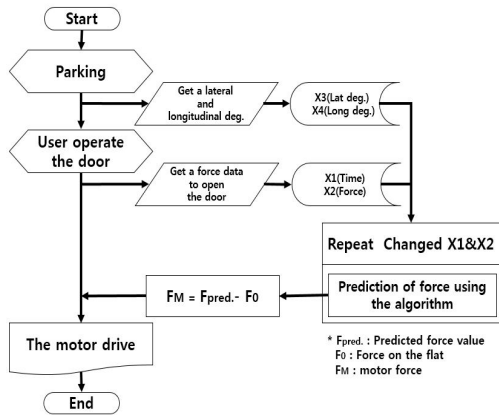 Start
Parking
Get a lateral
and
longitudinal deg.
X3(Lat deg.)
X4(Long deg.)
User operate
the door
Get a force data
to open
the door
X1(Time)
X2(Force)
Repeat Changed X1&X2
Prediction of force using
the algorithm
FM = Fpred.- F0
The motor drive
* Fpred. : Predicted force value
F0 : Force on the flat
FM : motor force
End